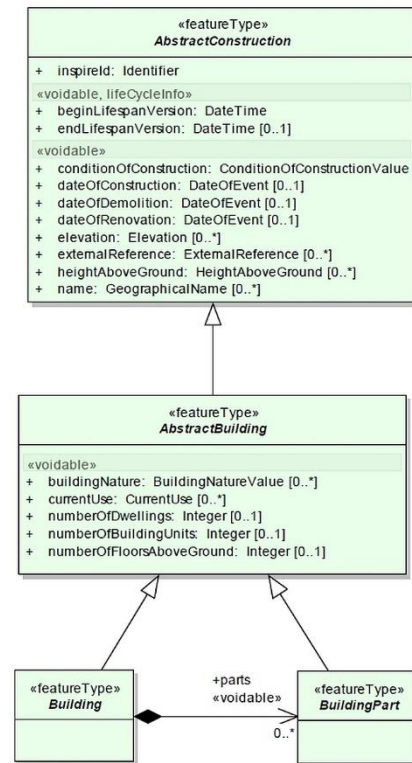 «featureType»
AbstractConstruction
+ inspireId: Identifier
«voidable, lifeCycleInfo»
+ beginLifespanVersion: DateTime
+ endLifespanVersion: DateTime [0..1]
«voidable»
+ conditionOfConstruction: ConditionOfConstructionValue
+ dateOfConstruction: DateOfEvent [0..1]
+ dateOfDemolition: DateOfEvent [0..1]
+ dateOfRenovation: DateOfEvent [0..1]
+ elevation: Elevation [0..*]
+ externalReference: ExternalReference [0..*]
+ heightAboveGround: HeightAboveGround [0..*]
+ name: GeographicalName [0..*]
«featureType»
AbstractBuilding
«voidable»
+ buildingNature: BuildingNatureValue [0..*]
+ currentUse: CurrentUse [0..*]
+ numberOfDwellings: Integer [0..1]
+ numberOfBuildingUnits: Integer [0..1]
+ numberOfFloorsAboveGround: Integer [0..1]
«featureType»
Building
+parts
«voidable»
0..*
«featureType»
BuildingPart